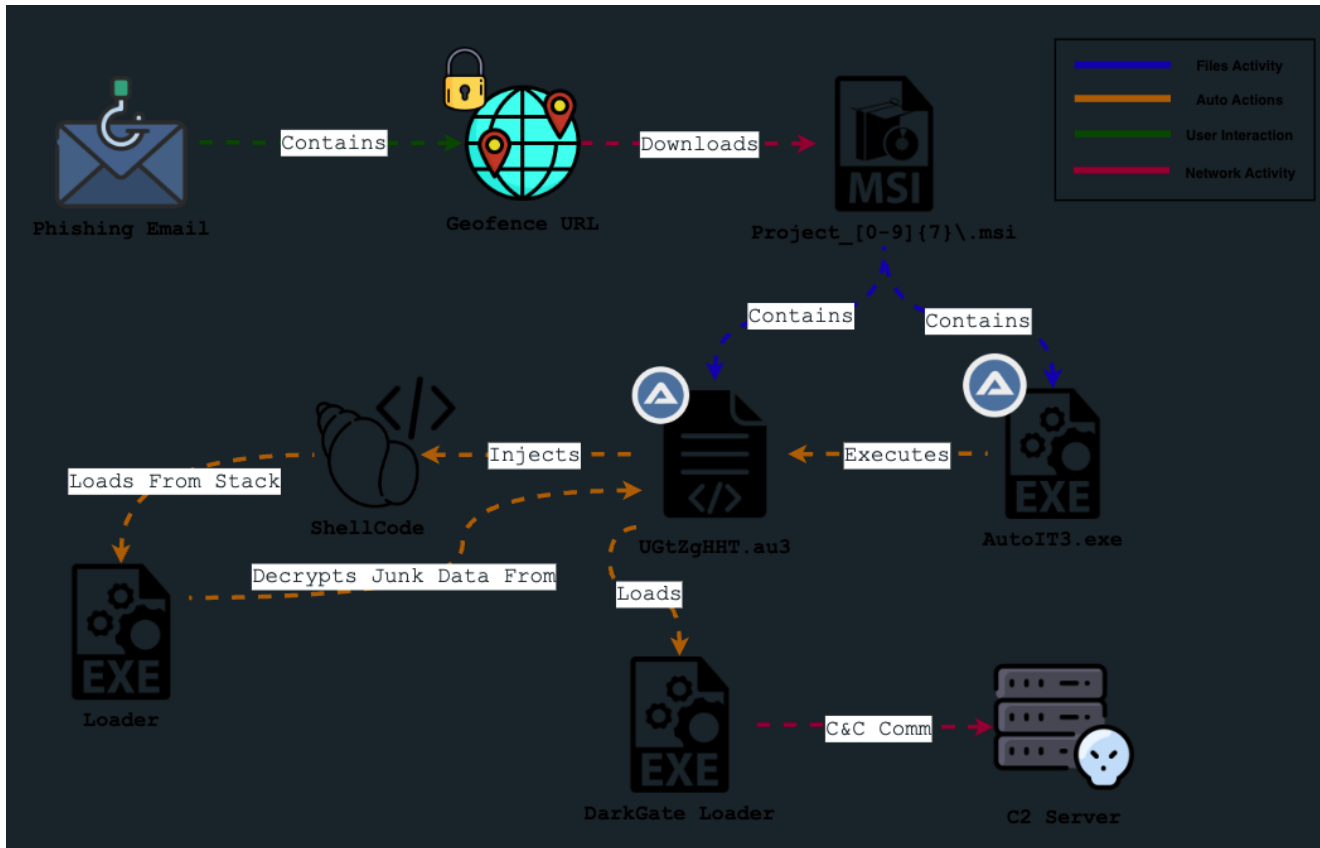 Files Activity
Auto Actions
User Interaction
Network Activity
Contains
Downloads
MSI
Phishing Email
Geofence URL
Project_[0-9]{7}\.msi
Contains
Contains
Injects
Executes
Loads From Stack
EXE
ShellCode
UGtZgHHT.au3
AutoIT3.exe
Decrypts Junk Data From
Loads
EXE
Loader
C&C Comm
EXE
DarkGate Loader
C2 Server